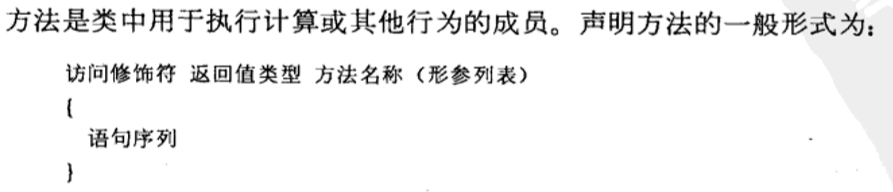 方法是类中用于执行计算或其他行为的成员。声明方法的一般形式为：
访问修饰符 返回值类型 方法名称（形参列表）
{
语句序列
}